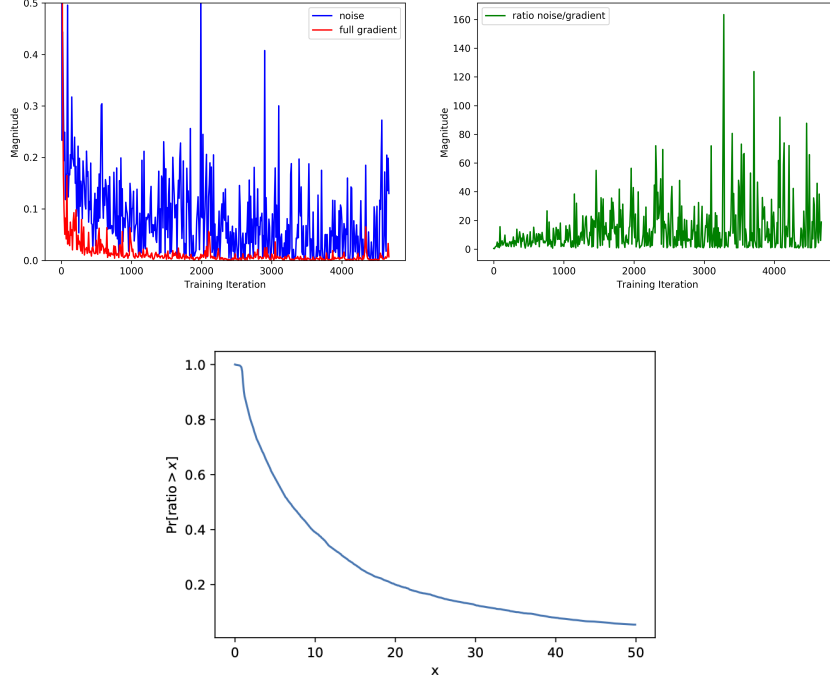 0.5
0.4
0.3
0.2
0.1
0.0
Magnitude
noise
full gradient
0 1000 2000 3000 4000
Training Iteration
160
140
120
100
80
60
40
20
0
Magnitude
ratio noise/gradient
0 1000 2000 3000 4000
Training Iteration
1.0
0.8
0.6
0.4
0.2
Pr[ratio > x]
0 10 20 30 40 50
x